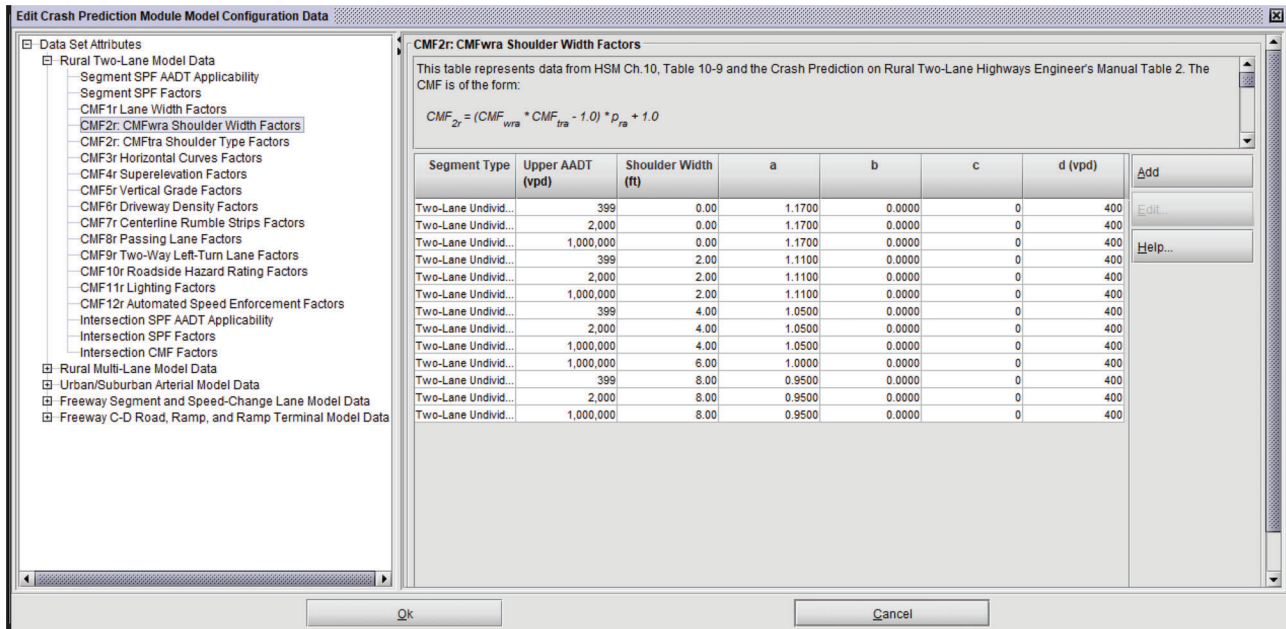 Edit Crash Prediction Module Model Configuration Data
Data Set Attributes
Rural Two-Lane Model Data
Segment SPF AADT Applicability
Segment SPF Factors
CMF1r Lane Width Factors
CMF2r: CMFwra Shoulder Width Factors
CMF2r: CMFtra Shoulder Type Factors
CMF3r Horizontal Curves Factors
CMF4r Superelevation Factors
CMF5r Vertical Grade Factors
CMF6r Driveway Density Factors
CMF7r Centerline Rumble Strips Factors
CMF8r Passing Lane Factors
CMF9r Two-Way Left-Turn Lane Factors
CMF10r Roadside Hazard Rating Factors
CMF11r Lighting Factors
CMF12r Automated Speed Enforcement Factors
Intersection SPF AADT Applicability
Intersection SPF Factors
Intersection CMF Factors
Rural Multi-Lane Model Data
Urban/Suburban Arterial Model Data
Freeway Segment and Speed-Change Lane Model Data
Freeway C-D Road, Ramp, and Ramp Terminal Model Data
CMF2r: CMFwra Shoulder Width Factors
This table represents data from HSM Ch.10, Table 10-9 and the Crash Prediction on Rural Two-Lane Highways Engineer's Manual Table 2. The
CMF is of the form:
CMF2r = (CMFwra * CMFtra - 1.0) * pra + 1.0
Segment Type Upper AADT (vpd) Shoulder Width (ft) a b c d (vpd)
Two-Lane Undivid... 399 0.00 1.1700 0.0000 0 400
Two-Lane Undivid... 2,000 0.00 1.1700 0.0000 0 400
Two-Lane Undivid... 1,000,000 0.00 1.1700 0.0000 0 400
Two-Lane Undivid... 399 2.00 1.1100 0.0000 0 400
Two-Lane Undivid... 2,000 2.00 1.1100 0.0000 0 400
Two-Lane Undivid... 1,000,000 2.00 1.1100 0.0000 0 400
Two-Lane Undivid... 399 4.00 1.0500 0.0000 0 400
Two-Lane Undivid... 2,000 4.00 1.0500 0.0000 0 400
Two-Lane Undivid... 1,000,000 4.00 1.0500 0.0000 0 400
Two-Lane Undivid... 1,000,000 6.00 1.0000 0.0000 0 400
Two-Lane Undivid... 399 8.00 0.9500 0.0000 0 400
Two-Lane Undivid... 2,000 8.00 0.9500 0.0000 0 400
Two-Lane Undivid... 1,000,000 8.00 0.9500 0.0000 0 400
Add
Edit...
Help...
Ok
Cancel